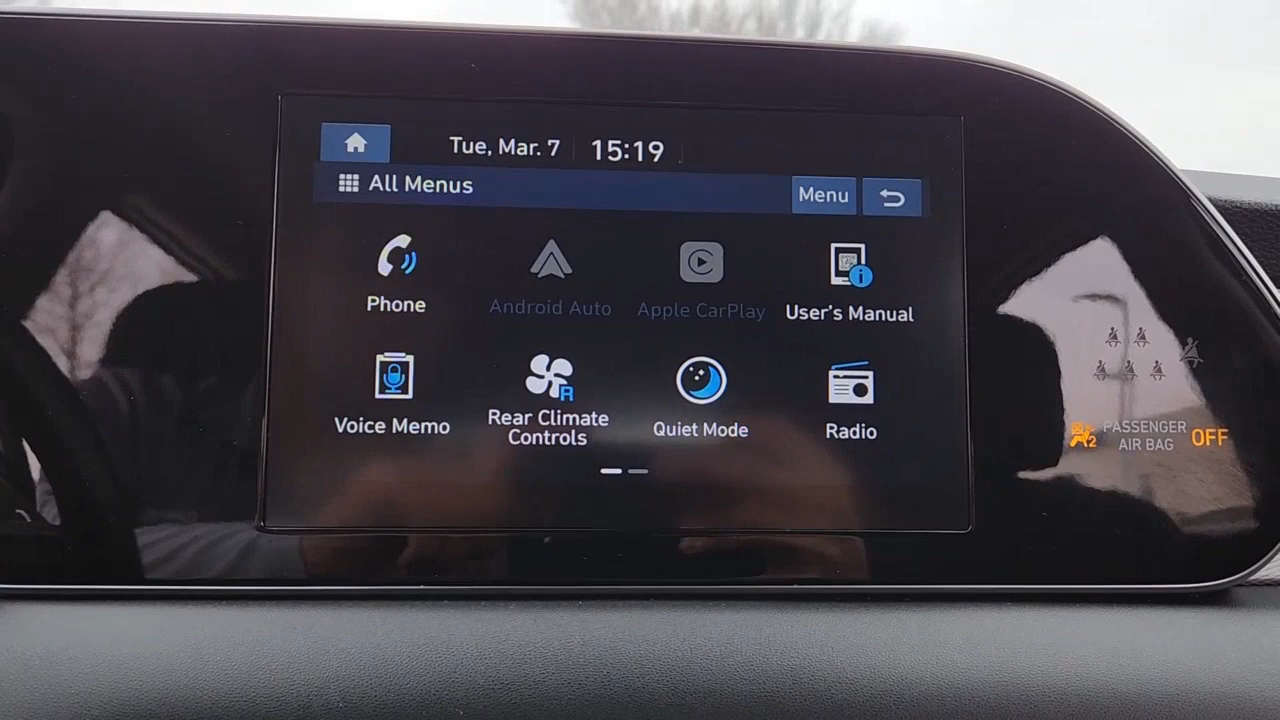 Tue, Mar. 7 15:19
All Menus
Menu
Phone
Android Auto
Apple CarPlay
User's Manual
Voice Memo
R
Rear Climate
Controls
Quiet Mode
Radio
2
PASSENGER
AIR BAG
OFF